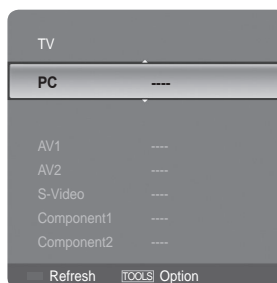 TV
PC ----
AV1 ----
AV2 ----
S-Video ----
Component1 ----
Component2 ----
Refresh TOOLS Option